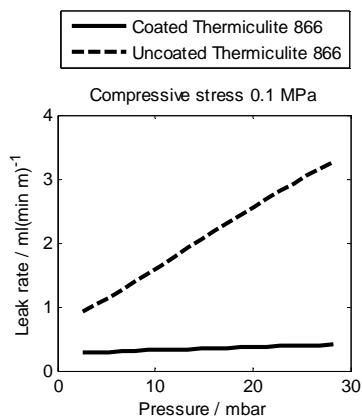 Coated Thermiculite 866
Uncoated Thermiculite 866
Compressive stress 0.1 MPa
Leak rate / ml(min m)-1
4
3
2
1
0
0 10 20 30
Pressure / mbar